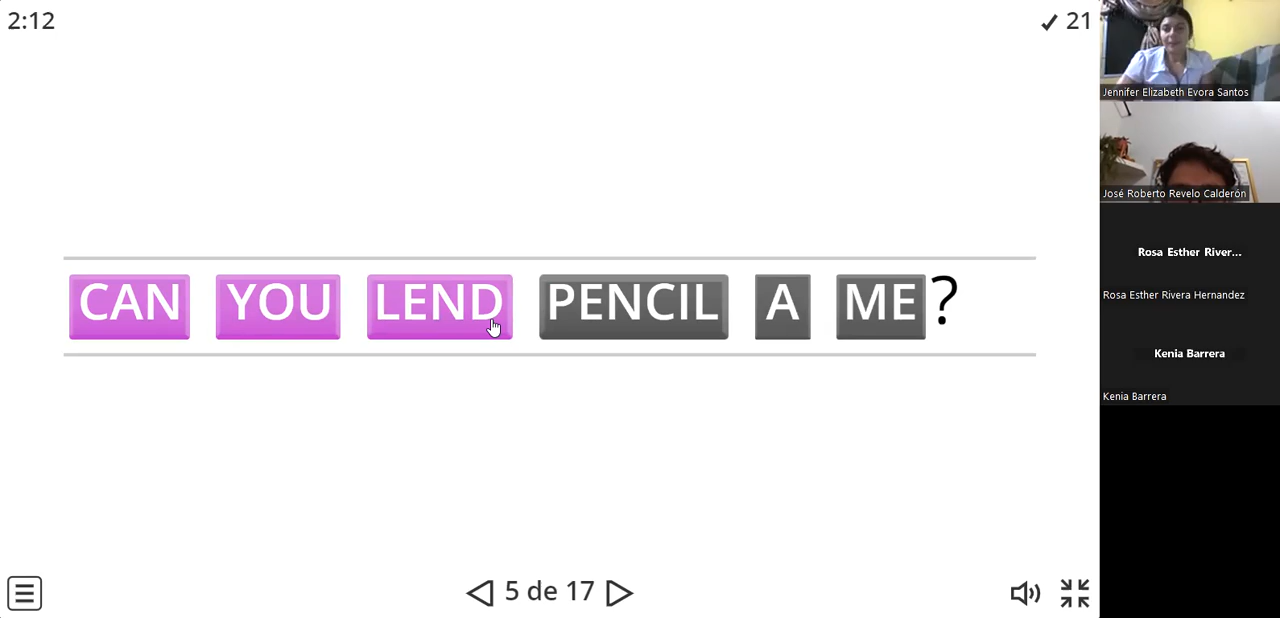 2:12
✓ 21
CAN YOU LEND PENCIL A ME ?
5 de 17
Jennifer Elizabeth Evora Santos
José Roberto Revelo Calderón
Rosa Esther River...
Rosa Esther Rivera Hernandez
Kenia Barrera
Kenia Barrera